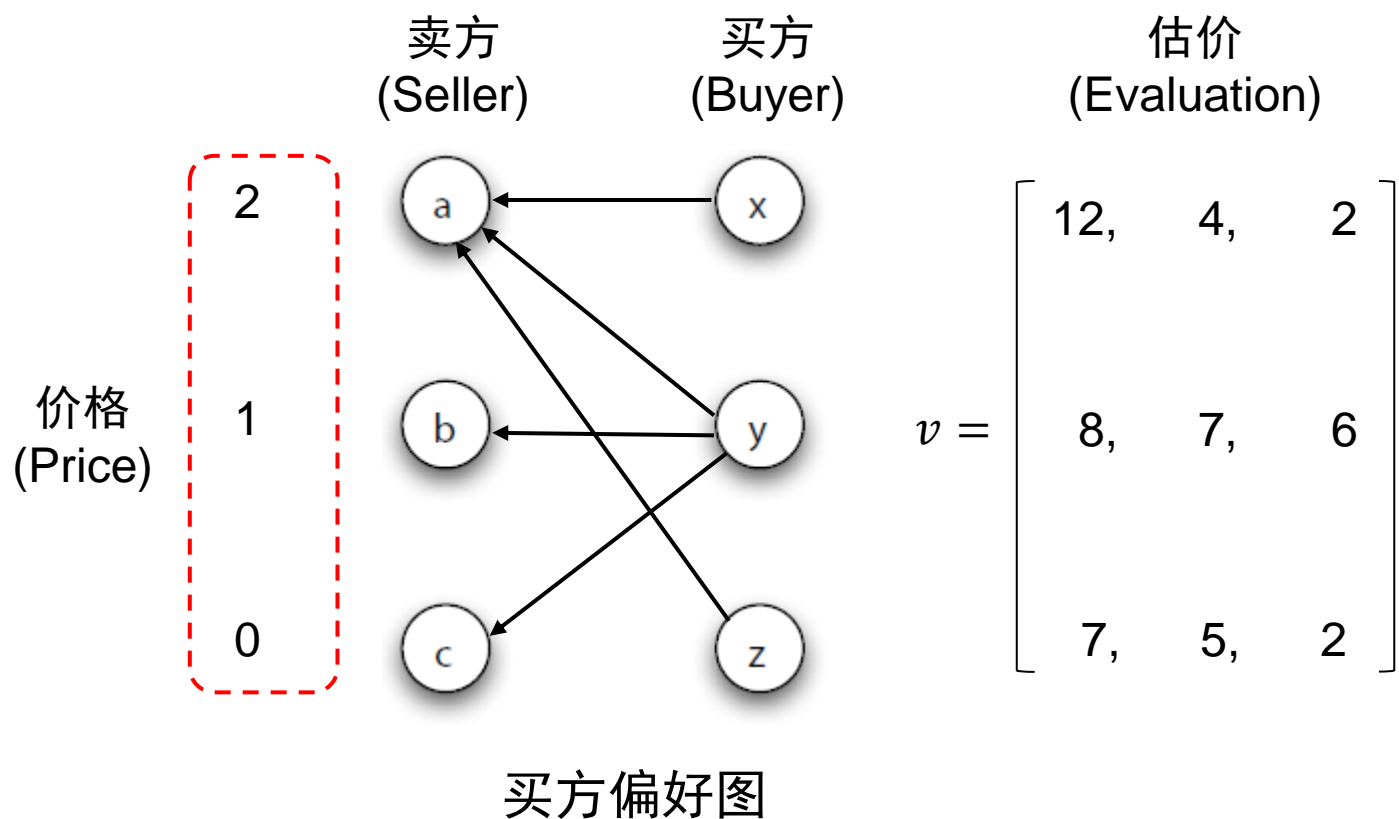 卖方
(Seller)
买方
(Buyer)
估价
(Evaluation)
2
a
x
12, 4, 2
价格
(Price)
1
b
y
v =
8, 7, 6
0
c
z
7, 5, 2
买方偏好图